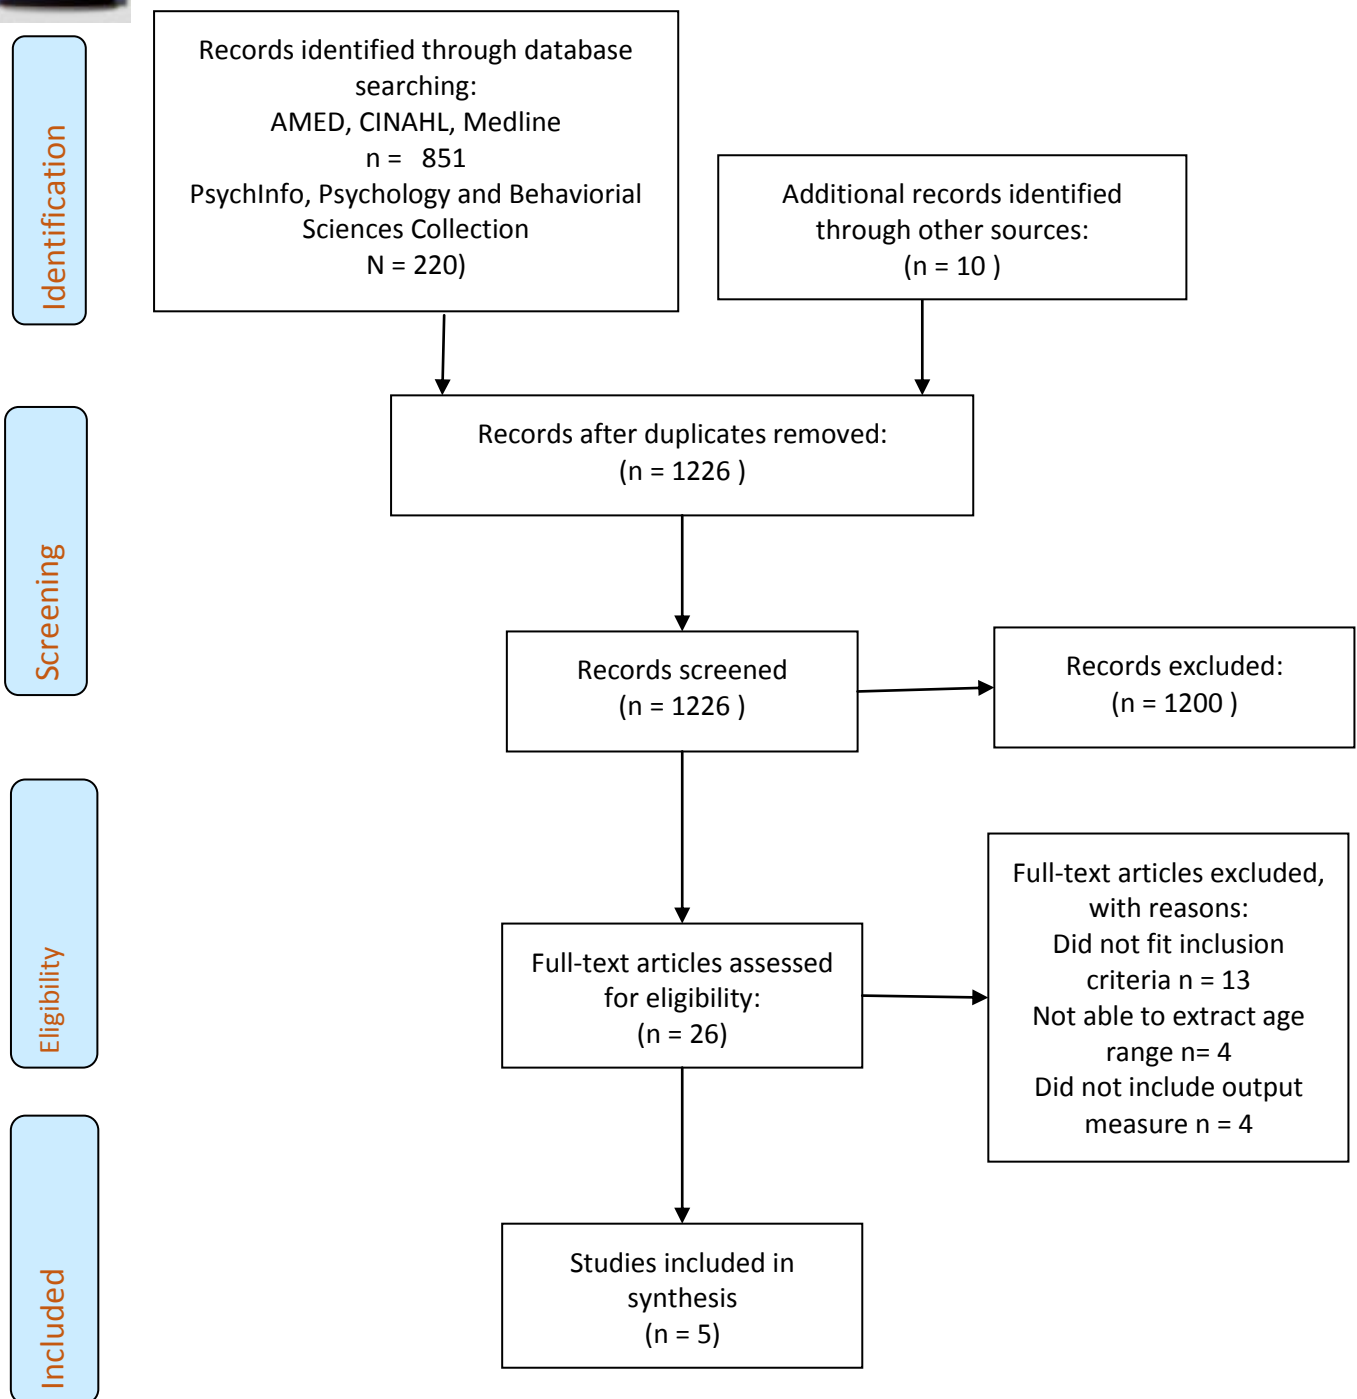 Identification
Records identified through database
searching:
AMED, CINAHL, Medline
n =   851
PsychInfo, Psychology and Behaviorial
Sciences Collection
N = 220)
Additional records identified
through other sources:
(n = 10 )
Screening
Records after duplicates removed:
(n = 1226 )
Records screened
(n = 1226 )
Records excluded:
(n = 1200 )
Eligibility
Full-text articles assessed
for eligibility:
(n = 26)
Full-text articles excluded,
with reasons:
Did not fit inclusion
criteria n = 13
Not able to extract age
range n= 4
Did not include output
measure n = 4
Included
Studies included in
synthesis
(n = 5)